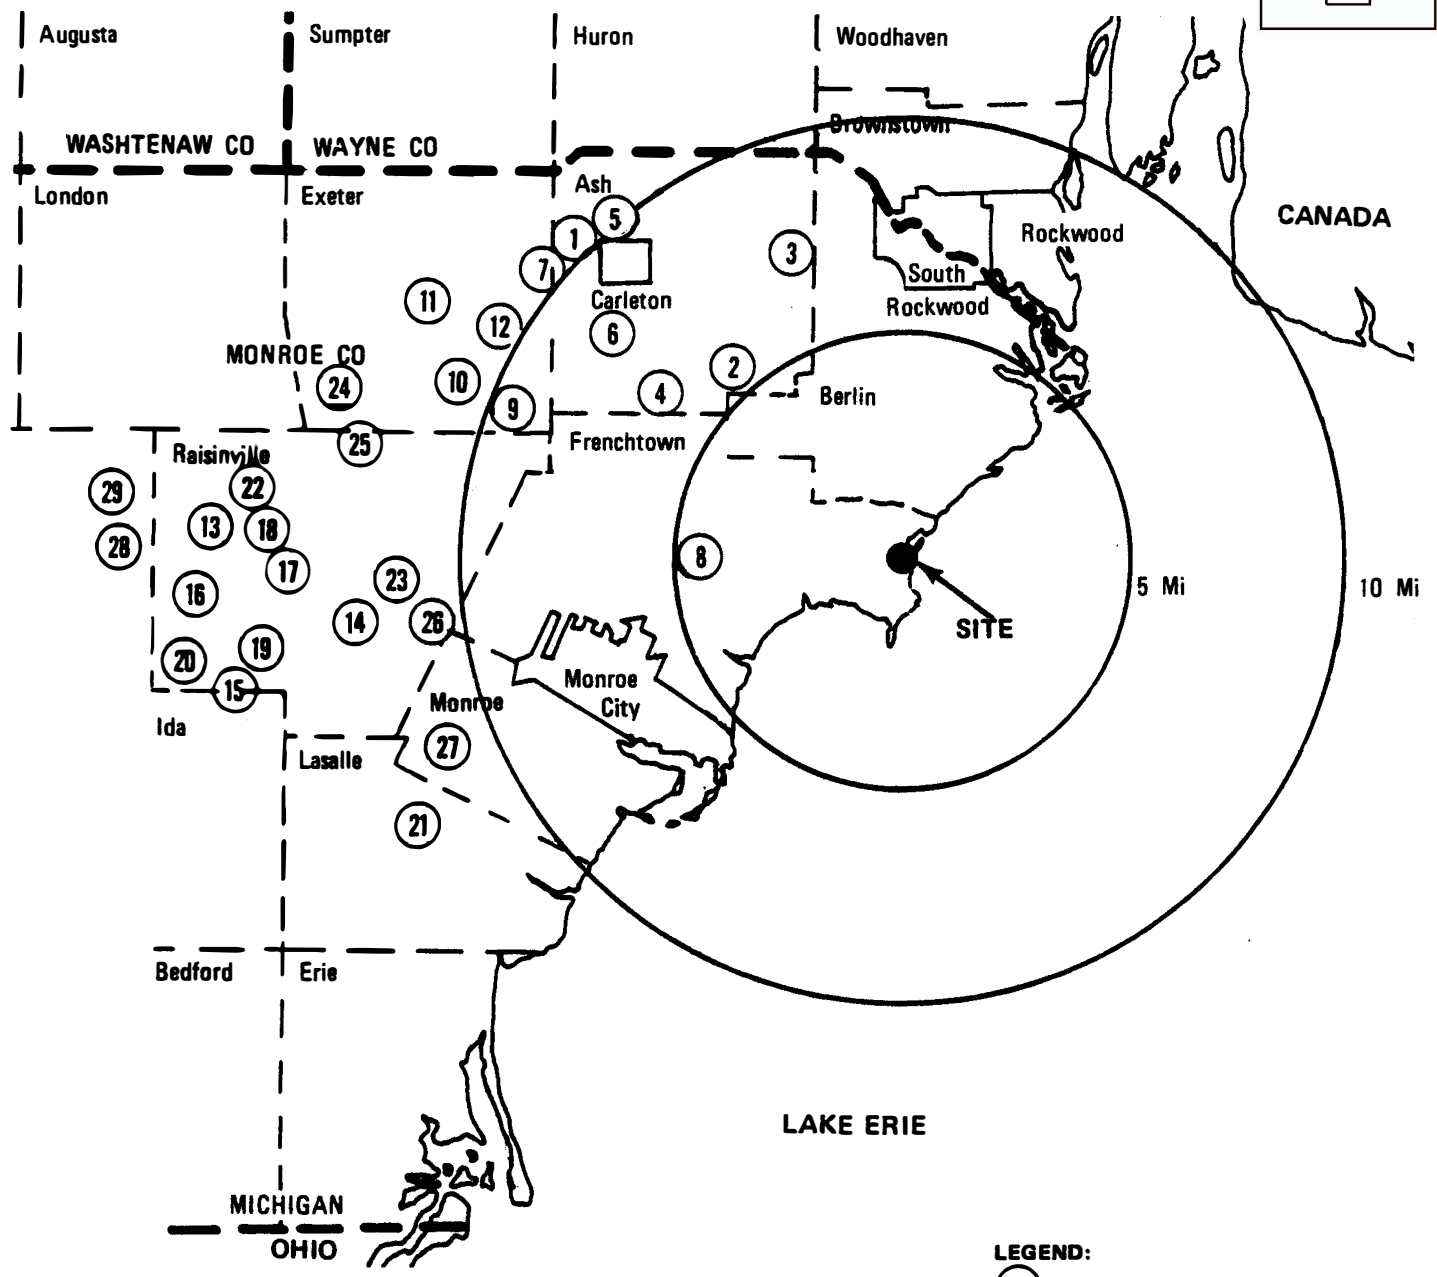 Augusta
Sumpter
Huron
Woodhaven
Brownstown
WASHTENAW CO
WAYNE CO
London
Exeter
Ash
CANADA
5
1
3
7
Rockwood
South
Rockwood
Carleton
11
12
6
MONROE CO
24
10
2
9
4
Berlin
25
Frenchtown
Raisinville
29
22
13
18
28
17
8
23
16
14
26
5 Mi
10 Mi
SITE
19
20
15
Monroe
City
Monroe
Ida
27
Lasalle
21
Bedford
Erie
LAKE ERIE
MICHIGAN
OHIO
LEGEND: